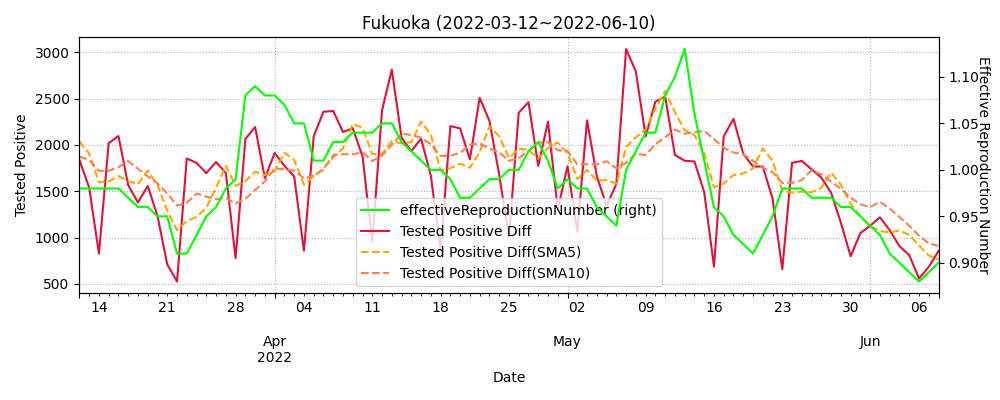 Fukuoka (2022-03-12~2022-06-10)
Tested Positive
3000
2500
2000
1500
1000
500
1.10
1.05
1.00
0.95
0.90
Effective Reproduction Number
effectiveReproductionNumber (right)
Tested Positive Diff
Tested Positive Diff(SMA5)
Tested Positive Diff(SMA10)
14 21 28 04 11 18 25 02 09 16 23 30 06
Apr May Jun
2022
Date